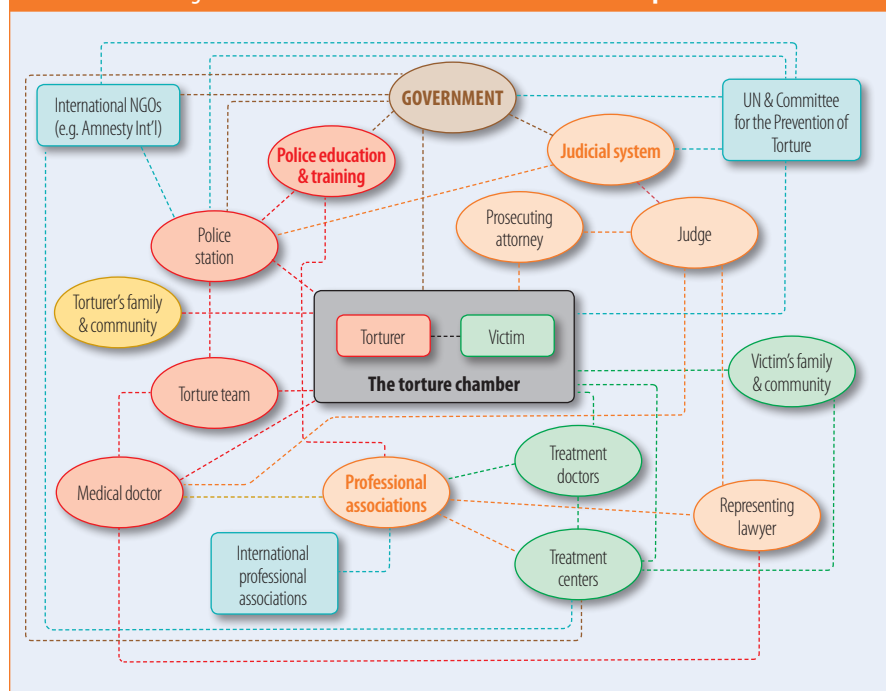 GOVERNMENT
International NGOs
(e.g. Amnesty Int'l)
UN & Committee
for the Prevention of
Torture
Police education
& training
Judicial system
Prosecuting
attorney
Judge
Police
station
Torturer's family
& community
Torturer
Victim
The torture chamber
Victim's family
& community
Torture team
Treatment
doctors
Medical doctor
Professional
associations
Representing
lawyer
International
professional
associations
Treatment
centers